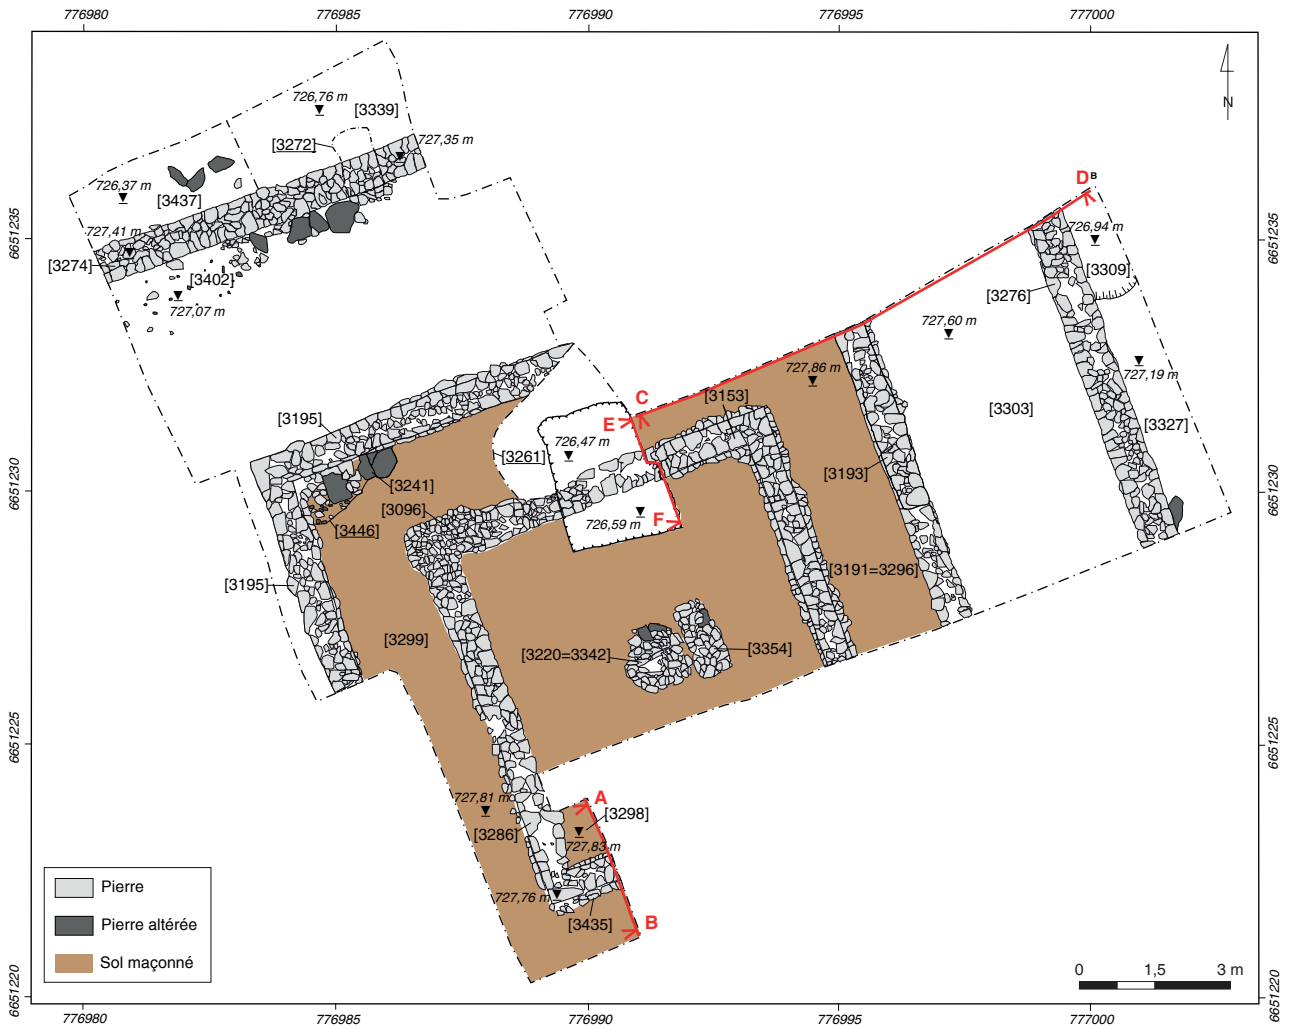 776980
776985
776990
776995
777000
6651235
6651230
6651225
6651220
6651235
6651230
6651225
6651220
N
726,76 m
[3339]
[3272]
727,35 m
726,37 m
[3437]
727,41 m
[3274]
[3402]
727,07 m
D B
726,94 m
[3309]
[3276]
727,60 m
727,19 m
727,86 m
[3303]
[3327]
C
[3153]
E
[3195]
726,47 m
[3261]
[3241]
[3193]
[3096]
[3446]
F
726,59 m
[3195]
[3191=3296]
[3299]
[3220=3342]
[3354]
727,81 m
A
[3298]
[3286]
727,83 m
727,76 m
B
[3435]
Pierre
Pierre altérée
Sol maçonné
0 1,5 3 m
776980
776985
776990
776995
777000